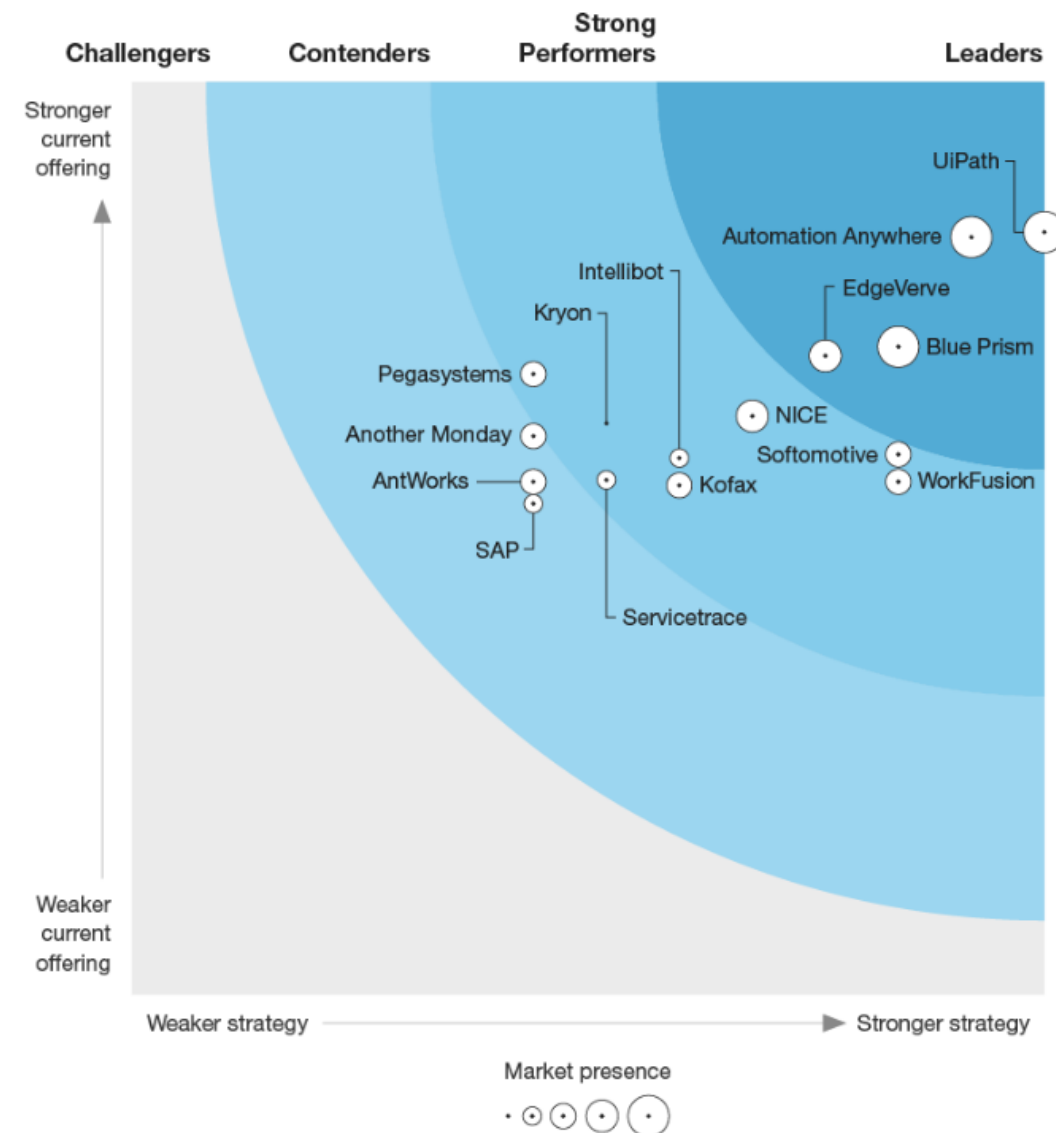 Strong
Challengers Contenders Performers Leaders
Stronger
current
offering
UiPath
Automation Anywhere
Intellibot
EdgeVerve
Kryon
Blue Prism
Pegasystems
NICE
Another Monday
Softomotive
AntWorks
Kofax
WorkFusion
SAP
Servicetrace
Weaker
current
offering
Weaker strategy
Stronger strategy
Market presence